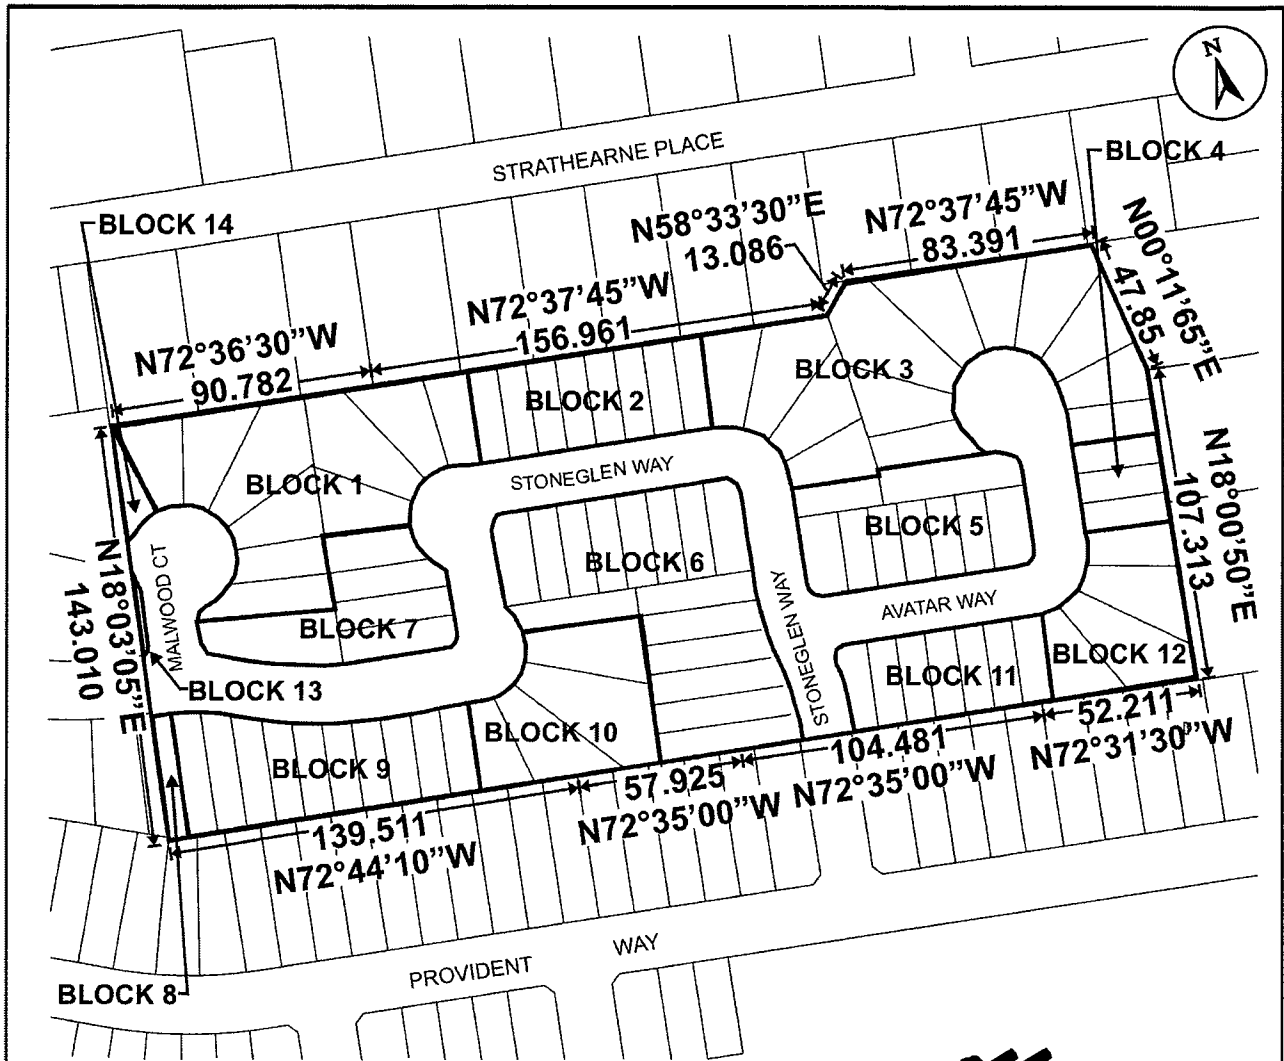 N
STRATHEARNE PLACE
BLOCK 4
BLOCK 14
N58°33'30"E
13.086
N72°37'45"W
83.391
N00°11'65"E
47.85
N72°37'45"W
156.961
N72°36'30"W
90.782
BLOCK 3
BLOCK 2
BLOCK 1
STONEGLEN WAY
N18°00'50"E
107.313
BLOCK 5
BLOCK 6
MALWOOD CT
N18°03'05"E
143.010
STONEGLEN WAY
AVATAR WAY
BLOCK 7
BLOCK 12
BLOCK 13
BLOCK 11
BLOCK 10
BLOCK 9
52.211
N72°31'30"W
104.481
N72°35'00"W
57.925
N72°35'00"W
139.511
N72°44'10"W
PROVIDENT WAY
BLOCK 8